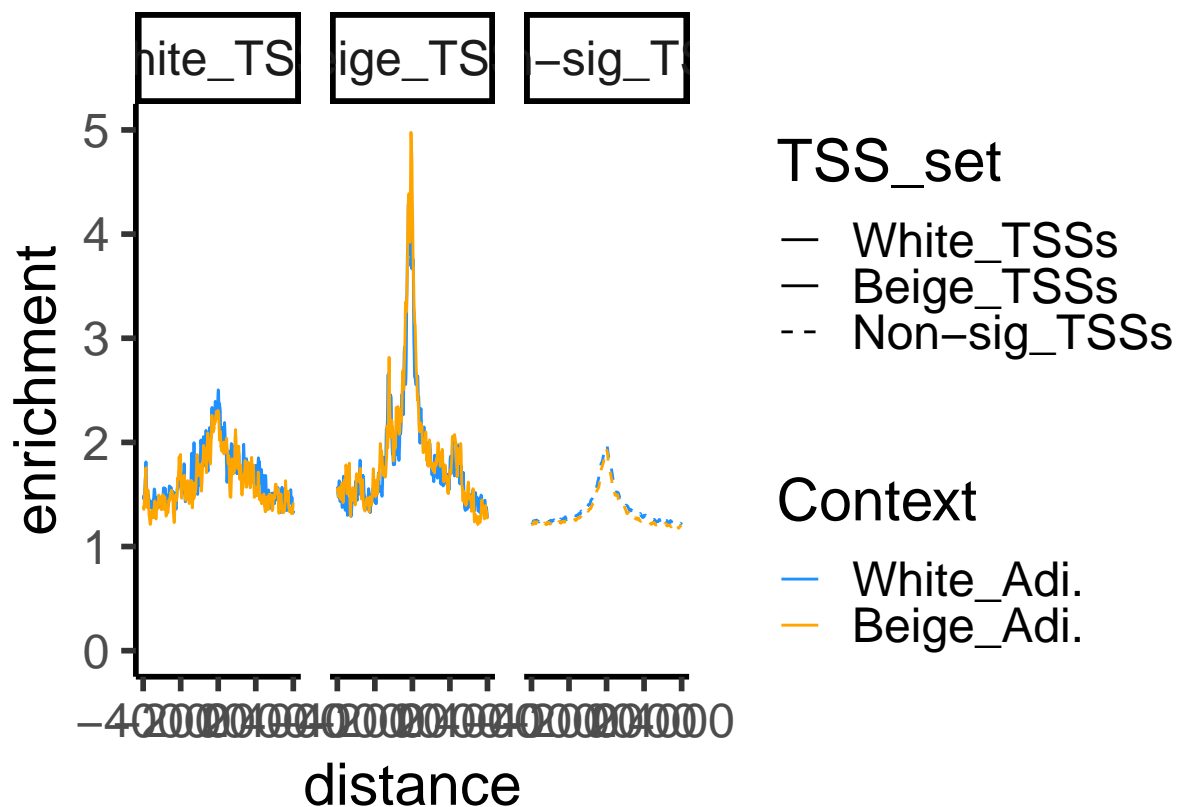 hite_TS
ige_TS
–sig_T
5
4
3
2
1
0
enrichment
distance
TSS_set
White_TSSs
Beige_TSSs
Non−sig_TSSs
Context
White_Adi.
Beige_Adi.